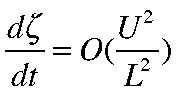 dζ/dt = O(U²/L²)